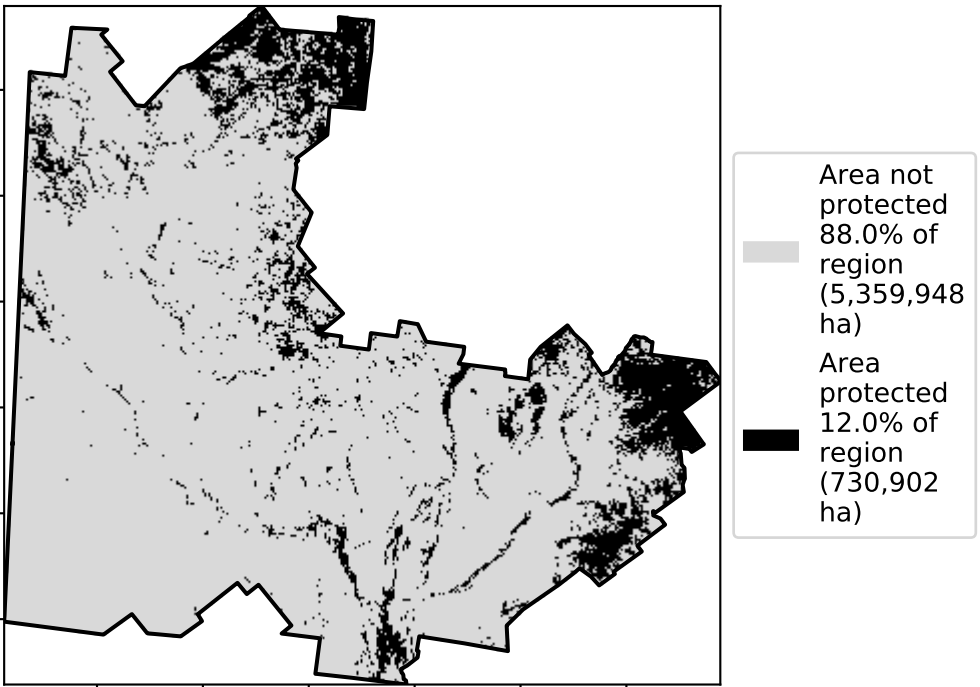 Area not
protected
88.0% of
region
(5,359,948
ha)
Area
protected
12.0% of
region
(730,902
ha)